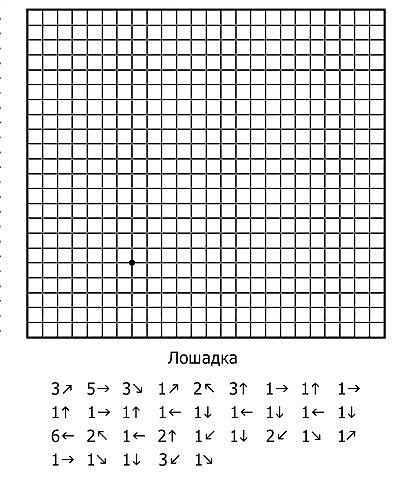 Лошадка
3↗ 5→ 3↘ 1↗ 2↖ 3↑ 1→ 1↑ 1→
1↑ 1→ 1↑ 1← 1↓ 1← 1↓ 1← 1↓
6← 2↖ 1← 2↑ 1↙ 1↓ 2↙ 1↘ 1↗
1→ 1↘ 1↓ 3↙ 1↘